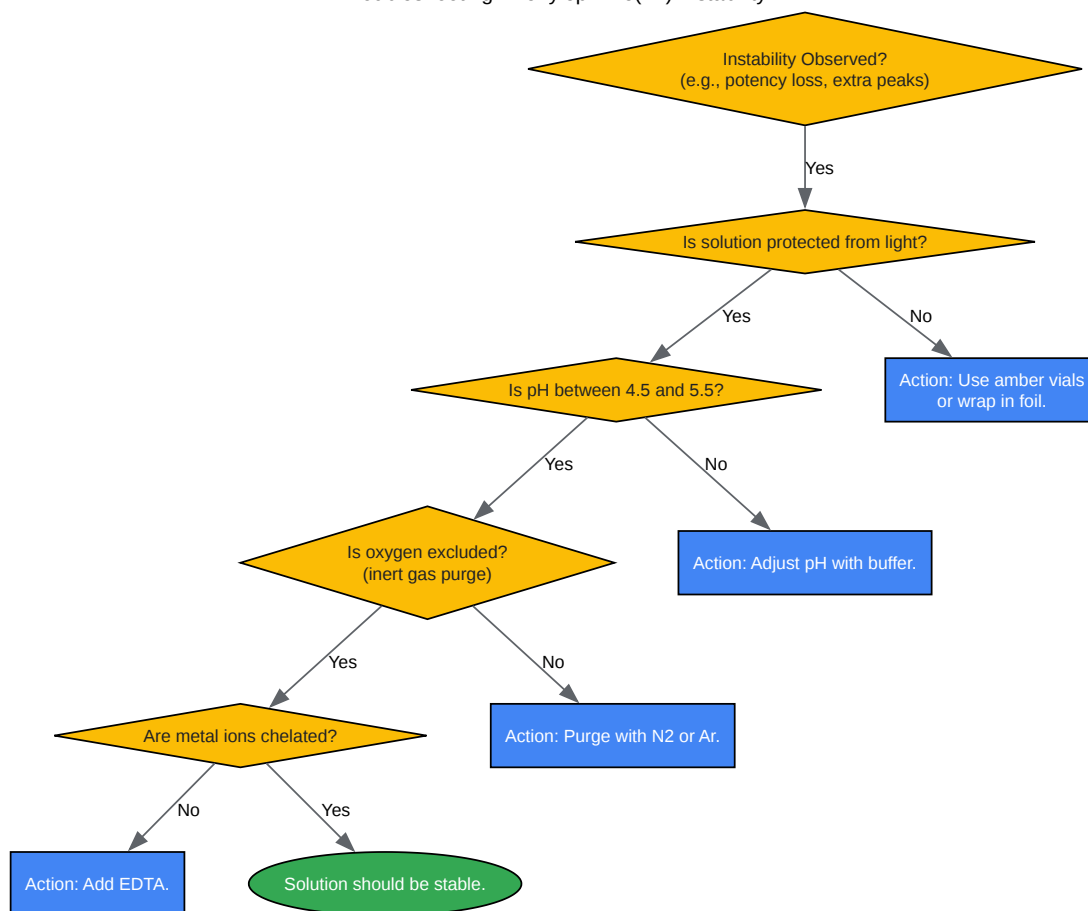 Instability Observed?
(e.g., potency loss, extra peaks)
Yes
Is solution protected from light?
Yes
No
Is pH between 4.5 and 5.5?
Action: Use amber vials
or wrap in foil.
Yes
No
Is oxygen excluded?
(inert gas purge)
Action: Adjust pH with buffer.
Yes
No
Are metal ions chelated?
Action: Purge with N2 or Ar.
No
Yes
Action: Add EDTA.
Solution should be stable.